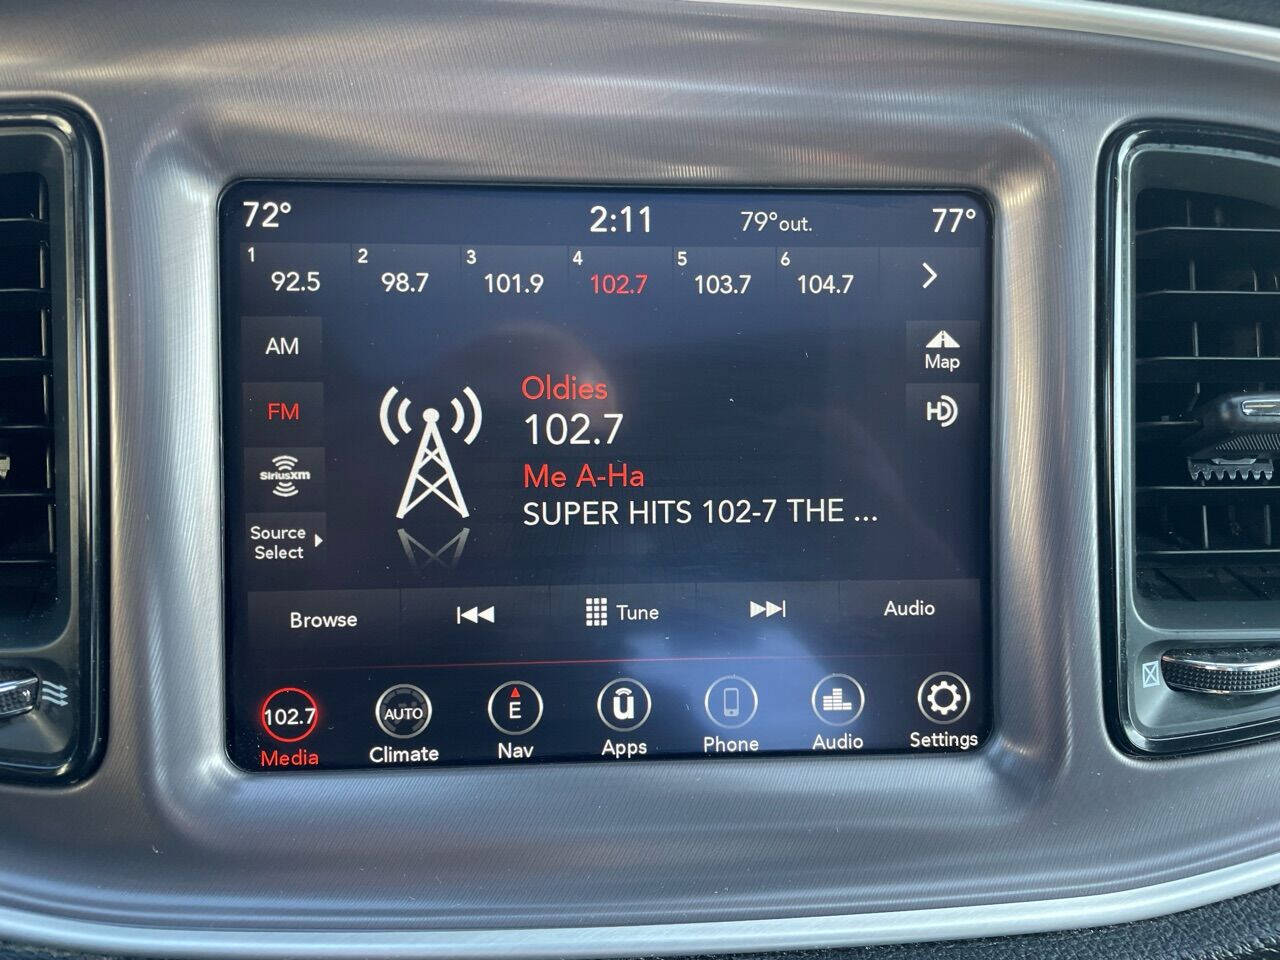 72° 2:11 79°out. 77°
1 92.5 2 98.7 3 101.9 4 102.7 5 103.7 6 104.7
AM
FM
SiriusXM
Source
Select
Oldies
102.7
Me A-Ha
SUPER HITS 102-7 THE ...
Map
HD
Browse Tune Audio
102.7 AUTO E u
Media Climate Nav Apps Phone Audio Settings